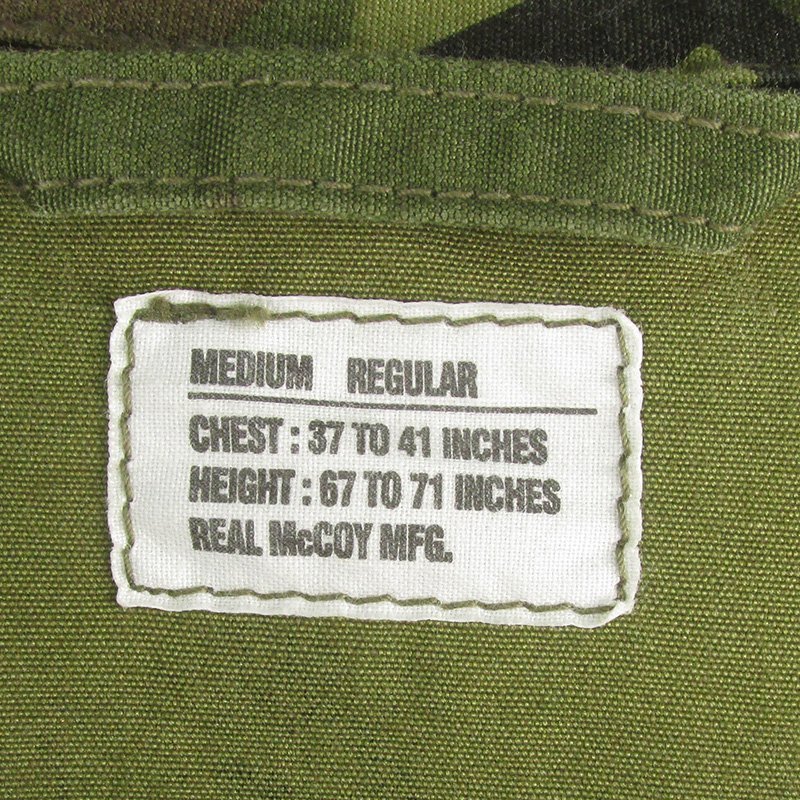 MEDIUM REGULAR
CHEST : 37 TO 41 INCHES
HEIGHT : 67 TO 71 INCHES
REAL McCOY MFG.